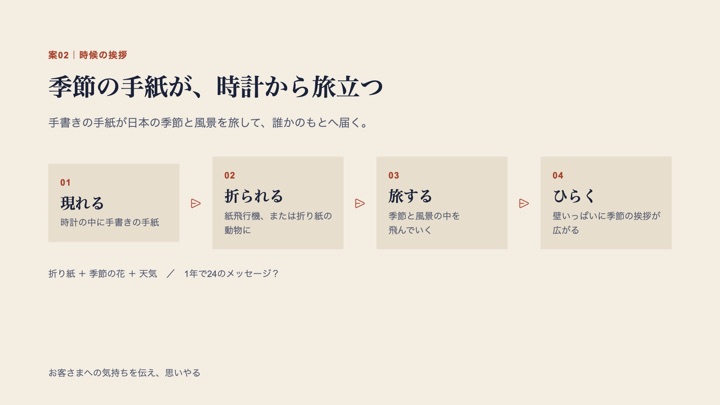 案02｜時候の挨拶
季節の手紙が、時計から旅立つ
手書きの手紙が日本の季節と風景を旅して、誰かのもとへ届く。
01
現れる
時計の中に手書きの手紙
02
折られる
紙飛行機、または折り紙の
動物に
03
旅する
季節と風景の中を
飛んでいく
04
ひらく
壁いっぱいに季節の挨拶が
広がる
折り紙 ＋ 季節の花 ＋ 天気　／　1年で24のメッセージ？
お客さまへの気持ちを伝え、思いやる